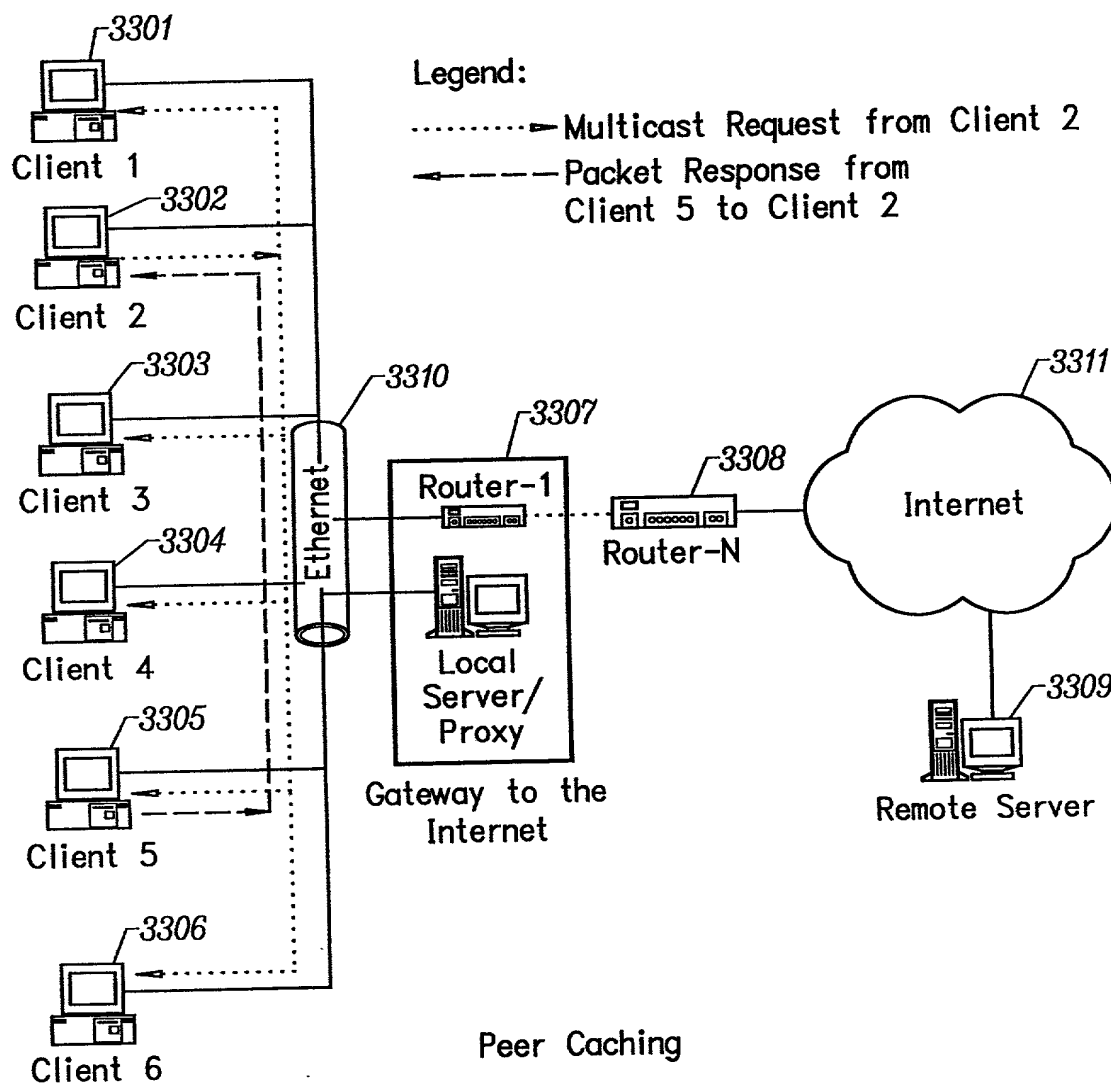 3301
Client 1
Legend:
Multicast Request from Client 2
Packet Response from
Client 5 to Client 2
3302
Client 2
3303
Client 3
3310
Ethernet
3307
Router-1
3308
Router-N
3311
Internet
3304
Client 4
Local
Server/
Proxy
Gateway to the
Internet
3309
Remote Server
3305
Client 5
3306
Client 6
Peer Caching